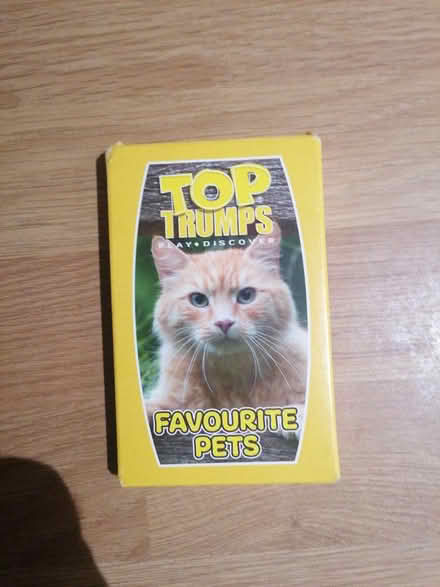 TOP
TRUMPS
PLAY • DISCOVER
FAVOURITE
PETS